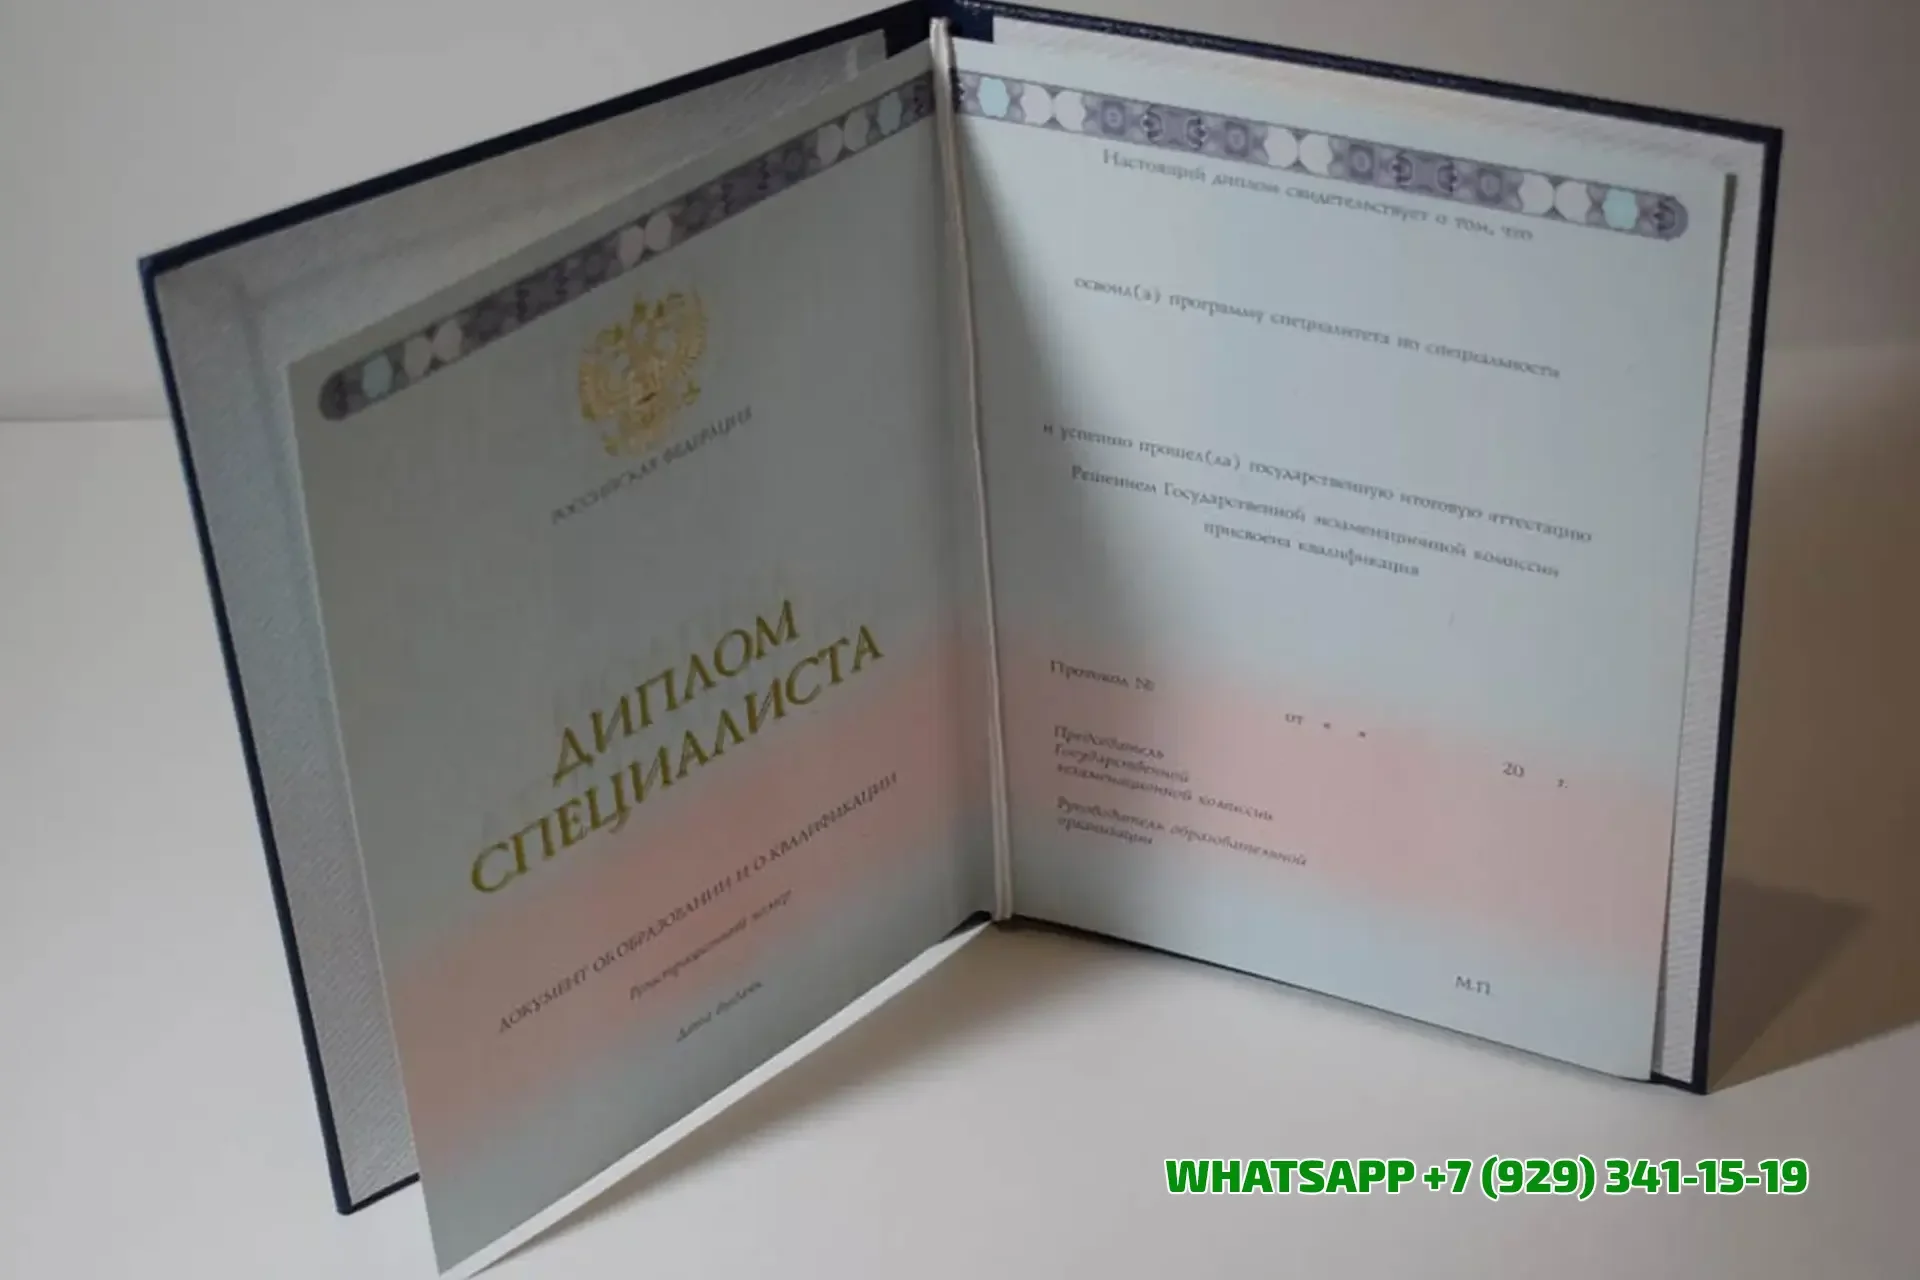 РОССИЙСКАЯ ФЕДЕРАЦИЯ
ДИПЛОМ
СПЕЦИАЛИСТА
ДОКУМЕНТ ОБ ОБРАЗОВАНИИ И О КВАЛИФИКАЦИИ
Регистрационный номер
Дата выдачи
Настоящий диплом свидетельствует о том, что
освоил(а) программу специалитета по специальности
и успешно прошел(ла) государственную итоговую аттестацию
Решением Государственной экзаменационной комиссии
присвоена квалификация
Протокол №
от « »
20 г.
Председатель
Государственной
экзаменационной комиссии
Руководитель образовательной
организации
М.П.
WHATSAPP +7 (929) 341-15-19